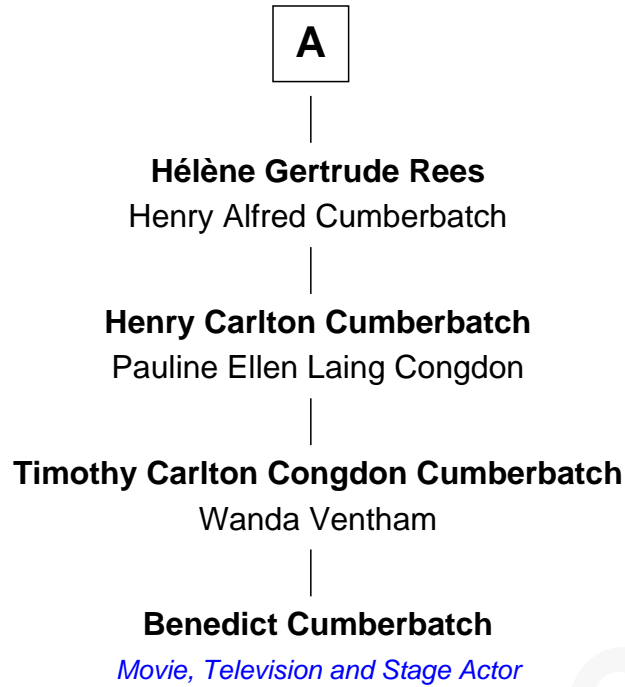 A
Hélène Gertrude Rees
Henry Alfred Cumberbatch
Henry Carlton Cumberbatch
Pauline Ellen Laing Congdon
Timothy Carlton Congdon Cumberbatch
Wanda Ventham
Benedict Cumberbatch
Movie, Television and Stage Actor